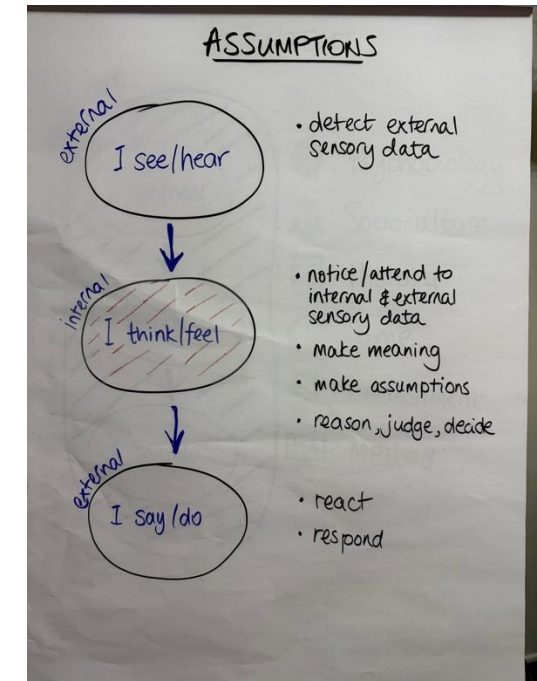 ASSUMPTIONS
external
I see/hear
• detect external
sensory data
internal
I think/feel
• notice/attend to
internal & external
sensory data
• make meaning
• make assumptions
• reason, judge, decide
external
I say/do
• react
• respond